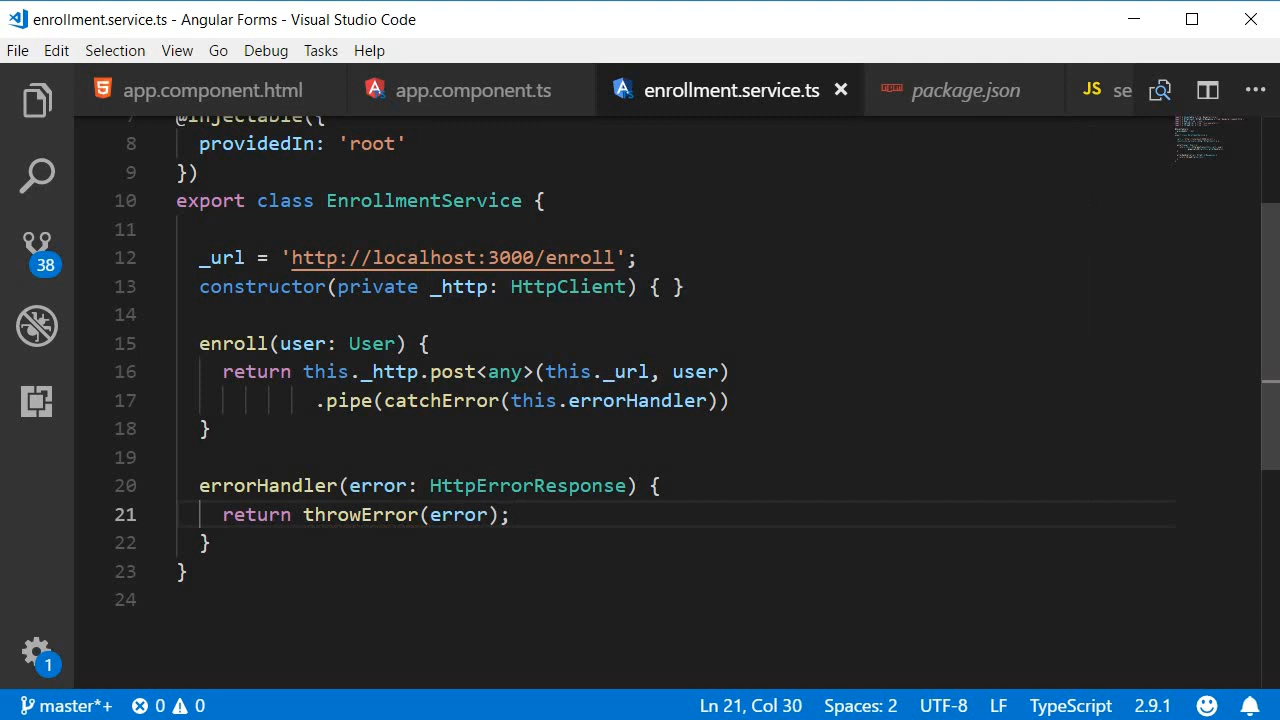 enrollment.service.ts - Angular Forms - Visual Studio Code
File Edit Selection View Go Debug Tasks Help
app.component.html app.component.ts enrollment.service.ts package.json JS se
7 @Injectable({
8 providedIn: 'root'
9 })
10 export class EnrollmentService {
11
12 _url = 'http://localhost:3000/enroll';
13 constructor(private _http: HttpClient) { }
14
15 enroll(user: User) {
16 return this._http.post<any>(this._url, user)
17 .pipe(catchError(this.errorHandler))
18 }
19
20 errorHandler(error: HttpErrorResponse) {
21 return throwError(error);
22 }
23 }
24
38
1
master*+ 0 0 Ln 21, Col 30 Spaces: 2 UTF-8 LF TypeScript 2.9.1